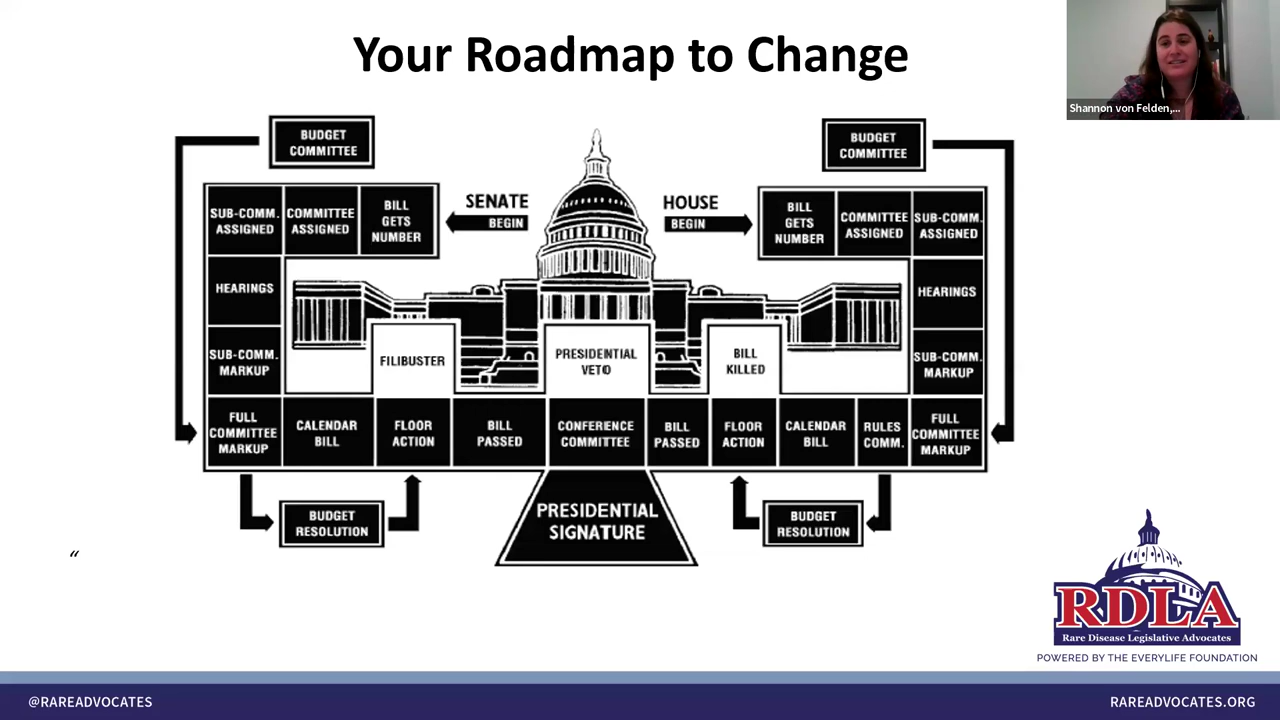 Your Roadmap to Change
Shannon von Felden,...
BUDGET
COMMITTEE
BUDGET
COMMITTEE
SUB-COMM.
ASSIGNED
COMMITTEE
ASSIGNED
BILL
GETS
NUMBER
SENATE
BEGIN
HOUSE
BEGIN
BILL
GETS
NUMBER
COMMITTEE
ASSIGNED
SUB-COMM.
ASSIGNED
HEARINGS
HEARINGS
SUB-COMM.
MARKUP
FILIBUSTER
PRESIDENTIAL
VETO
BILL
KILLED
SUB-COMM.
MARKUP
FULL
COMMITTEE
MARKUP
CALENDAR
BILL
FLOOR
ACTION
BILL
PASSED
CONFERENCE
COMMITTEE
BILL
PASSED
FLOOR
ACTION
CALENDAR
BILL
RULES
COMM.
FULL
COMMITTEE
MARKUP
BUDGET
RESOLUTION
PRESIDENTIAL
SIGNATURE
BUDGET
RESOLUTION
“
RDLA
Rare Disease Legislative Advocates
POWERED BY THE EVERYLIFE FOUNDATION
@RAREADVOCATES
RAREADVOCATES.ORG